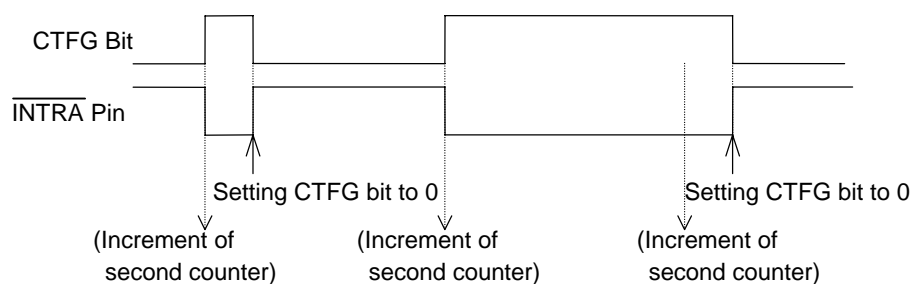 CTFG Bit
INTRA Pin
Setting CTFG bit to 0
Setting CTFG bit to 0
(Increment of
second counter)
(Increment of
second counter)
(Increment of
second counter)